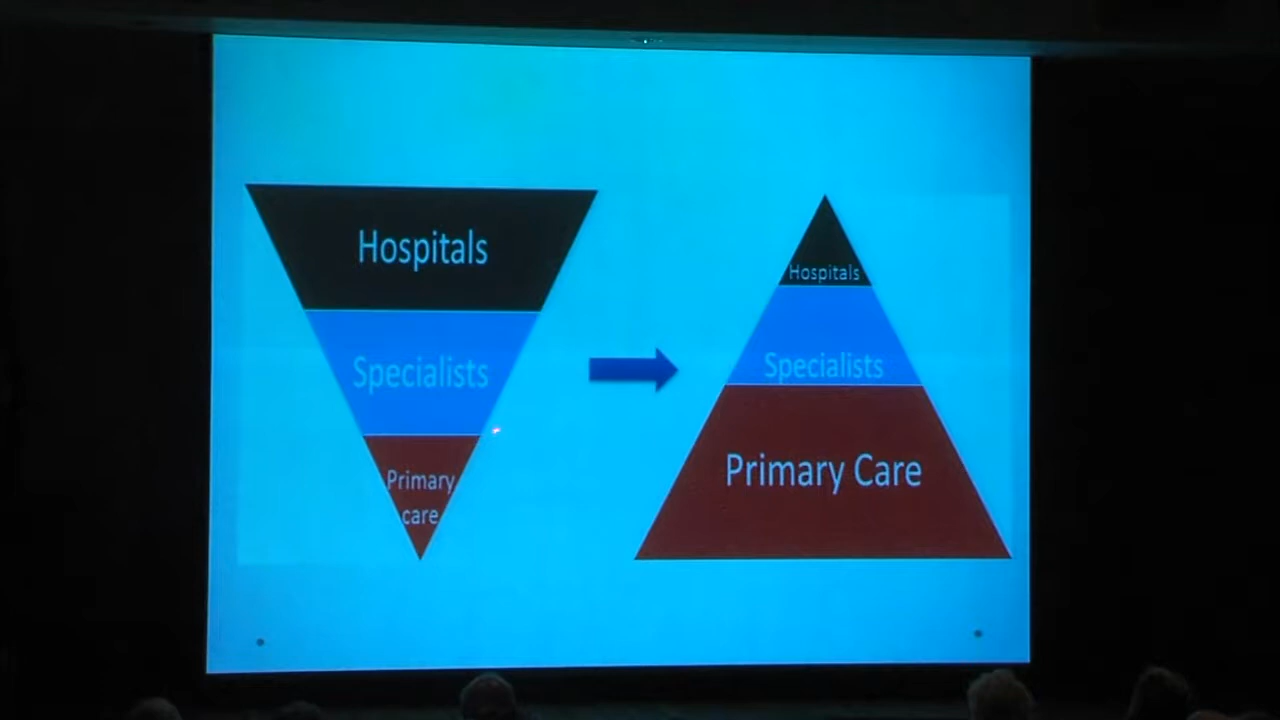 Hospitals
Specialists
Primary
care
Hospitals
Specialists
Primary Care